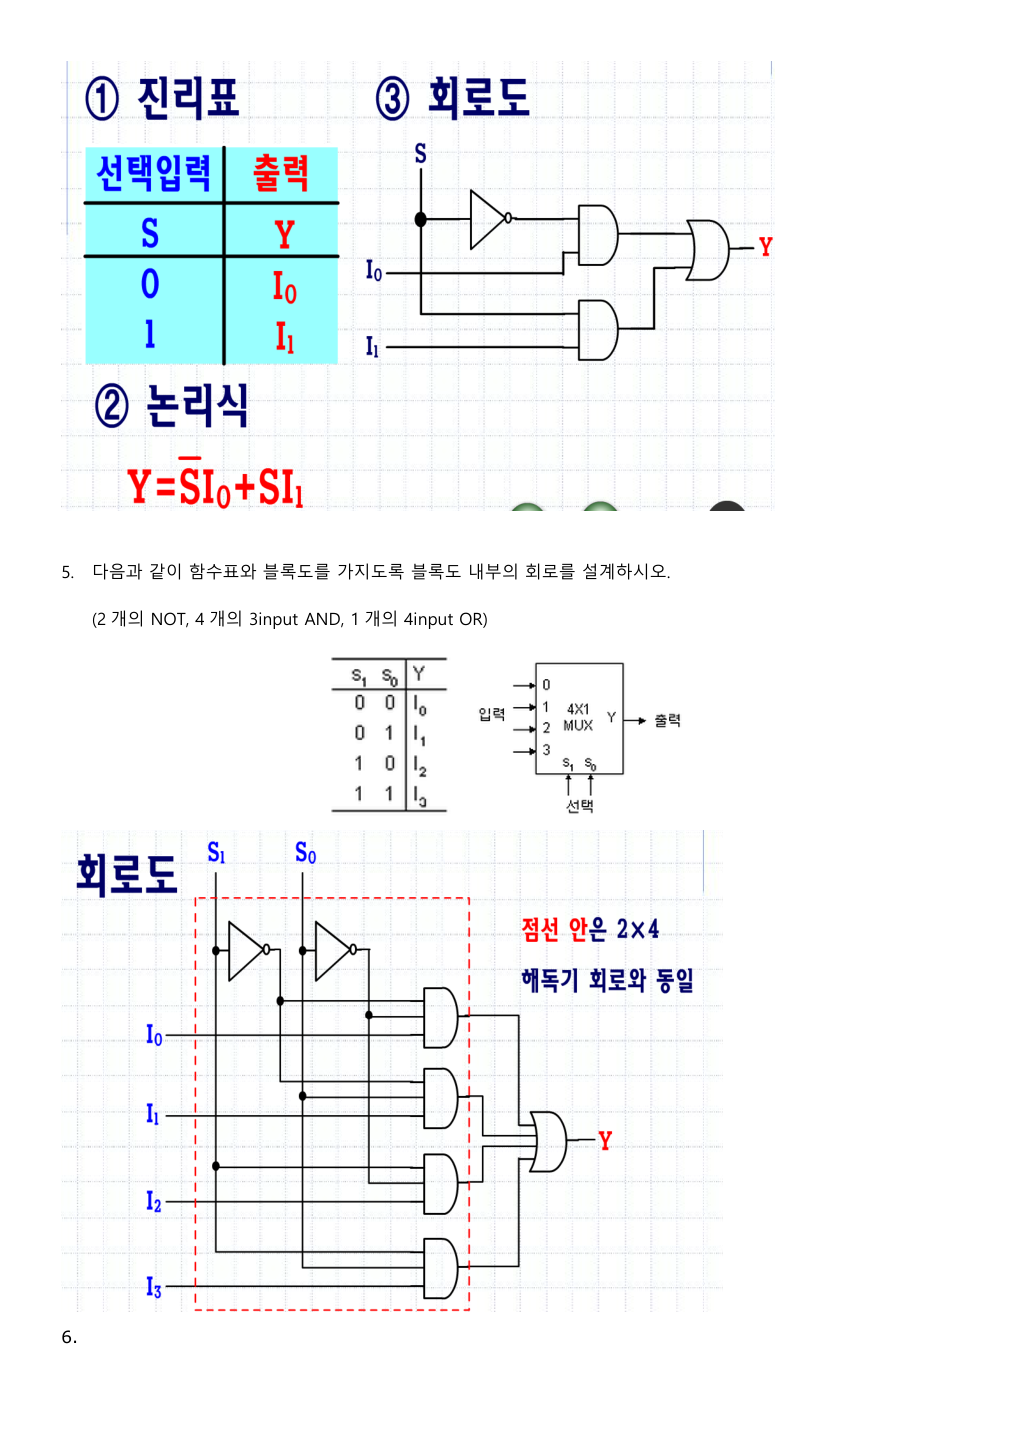 ① 진리표
③ 회로도
선택입력 출력
S Y
0 I0
1 I1
S
I0
I1
Y
② 논리식
Y=S̅I0+SI1
5. 다음과 같이 함수표와 블록도를 가지도록 블록도 내부의 회로를 설계하시오.
(2 개의 NOT, 4 개의 3input AND, 1 개의 4input OR)
S1 S0 Y
0 0 I0
0 1 I1
1 0 I2
1 1 I3
입력
0
1
2
3
4X1
MUX
Y
출력
S1 S0
선택
회로도
S1 S0
점선 안은 2×4
해독기 회로와 동일
I0
I1
Y
I2
I3
6.